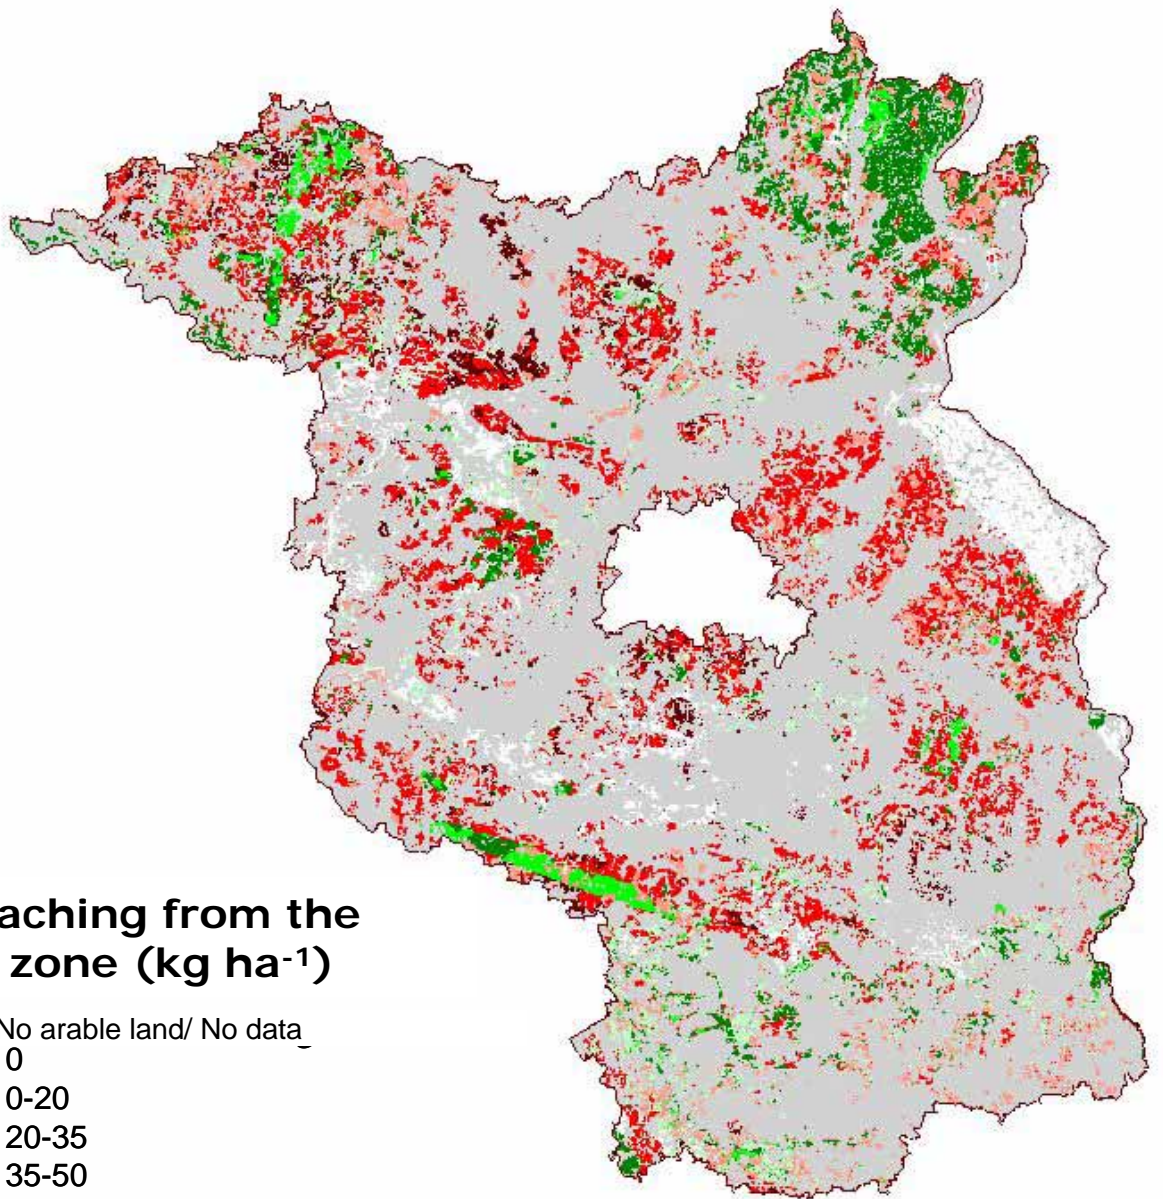 aching from the
zone (kg ha-1)
No arable land/ No data
0
0-20
20-35
35-50